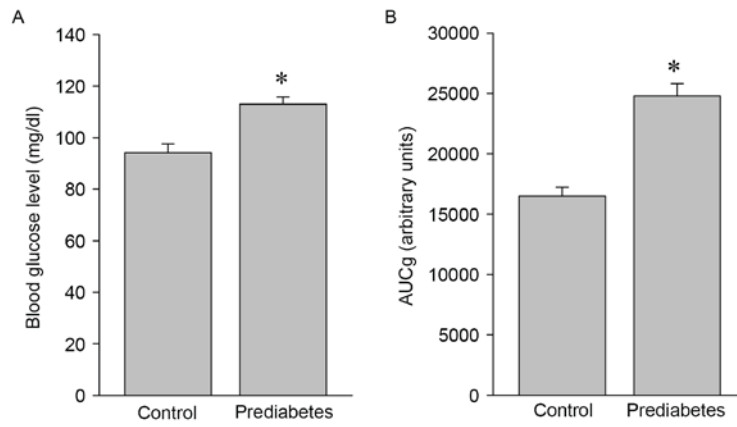 A
Blood glucose level (mg/dl)
140
120
100
80
60
40
20
0
*
Control
Prediabetes
B
AUCg (arbitrary units)
30000
25000
20000
15000
10000
5000
0
*
Control
Prediabetes